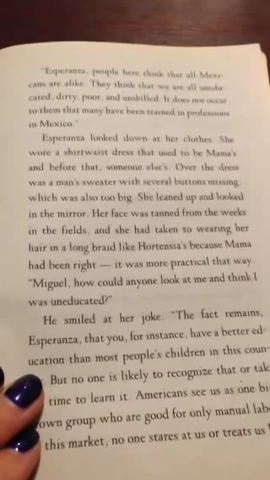 "Esperanza, people here think that all Mexi-
cans are alike. They think that we are all unedu-
cated, dirty, poor, and unskilled. It does not occur
to them that many have been trained in professions
in Mexico."
Esperanza looked down at her clothes. She
wore a shirtwaist dress that used to be Mama's
and before that, someone else's. Over the dress
was a man's sweater with several buttons missing,
which was also too big. She leaned up and looked
in the mirror. Her face was tanned from the weeks
in the fields, and she had taken to wearing her
hair in a long braid like Hortensia's because Mama
had been right — it was more practical that way.
"Miguel, how could anyone look at me and think I
was uneducated?"
He smiled at her joke. "The fact remains,
Esperanza, that you, for instance, have a better ed-
ucation than most people's children in this coun-
But no one is likely to recognize that or tak
time to learn it. Americans see us as one bi
own group who are good for only manual lab
this market, no one stares at us or treats us